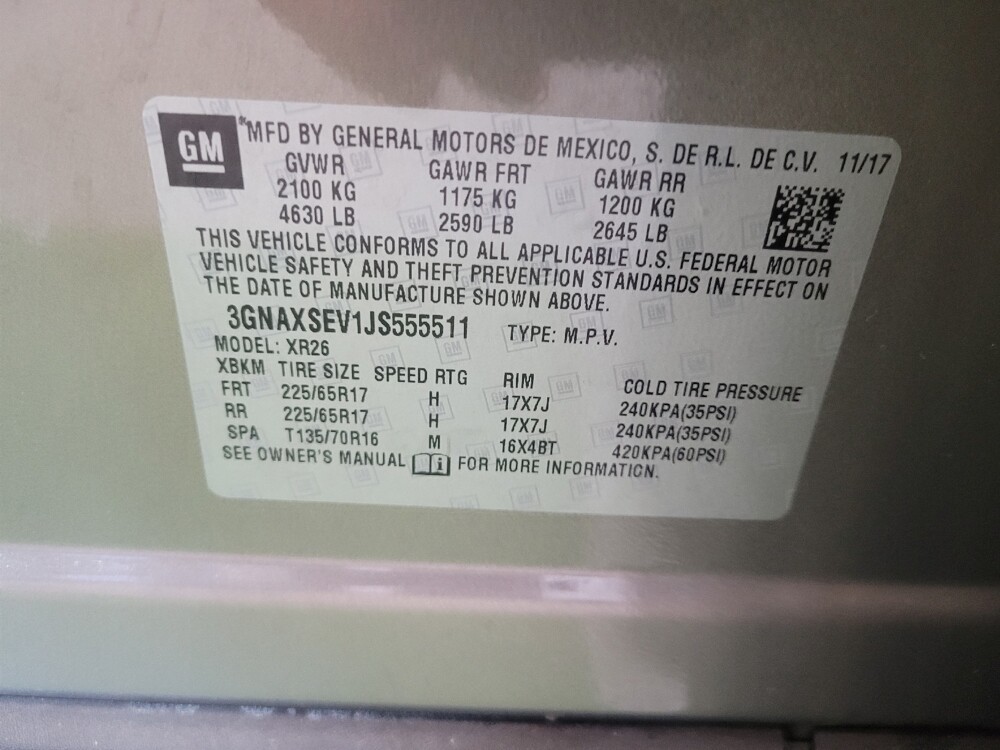 GM
MFD BY GENERAL MOTORS DE MEXICO, S. DE R.L. DE C.V. 11/17
GVWR GAWR FRT GAWR RR
2100 KG 1175 KG 1200 KG
4630 LB 2590 LB 2645 LB
THIS VEHICLE CONFORMS TO ALL APPLICABLE U.S. FEDERAL MOTOR
VEHICLE SAFETY AND THEFT PREVENTION STANDARDS IN EFFECT ON
THE DATE OF MANUFACTURE SHOWN ABOVE.
3GNAXSEV1JS555511 TYPE: M.P.V.
MODEL: XR26
XBKM TIRE SIZE SPEED RTG RIM COLD TIRE PRESSURE
FRT 225/65R17 H 17X7J 240KPA(35PSI)
RR 225/65R17 H 17X7J 240KPA(35PSI)
SPA T135/70R16 M 16X4BT 420KPA(60PSI)
SEE OWNER'S MANUAL FOR MORE INFORMATION.